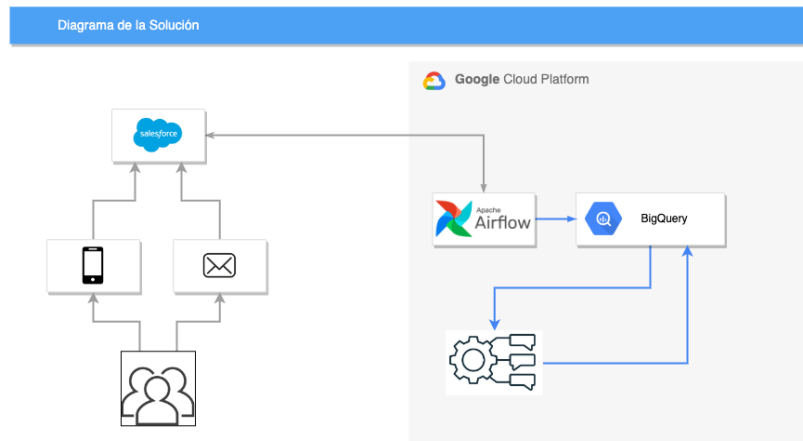 Diagrama de la Solución
Google Cloud Platform
salesforce
Apache
Airflow
BigQuery